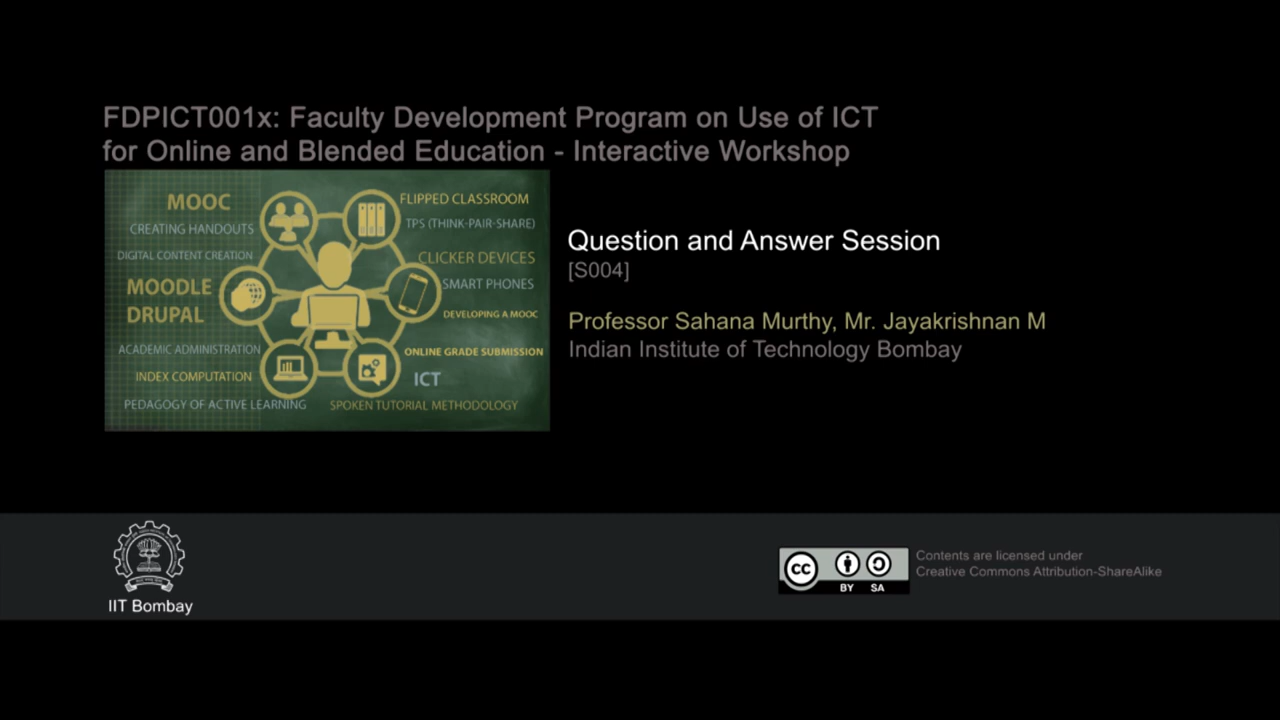 FDPICT001x: Faculty Development Program on Use of ICT
for Online and Blended Education - Interactive Workshop
MOOC
FLIPPED CLASSROOM
CREATING HANDOUTS
TPS (THINK-PAIR-SHARE)
DIGITAL CONTENT CREATION
CLICKER DEVICES
MOODLE
SMART PHONES
DRUPAL
DEVELOPING A MOOC
ACADEMIC ADMINISTRATION
ONLINE GRADE SUBMISSION
INDEX COMPUTATION
ICT
PEDAGOGY OF ACTIVE LEARNING
SPOKEN TUTORIAL METHODOLOGY
Question and Answer Session
[S004]
Professor Sahana Murthy, Mr. Jayakrishnan M
Indian Institute of Technology Bombay
IIT Bombay
cc
BY SA
Contents are licensed under
Creative Commons Attribution-ShareAlike